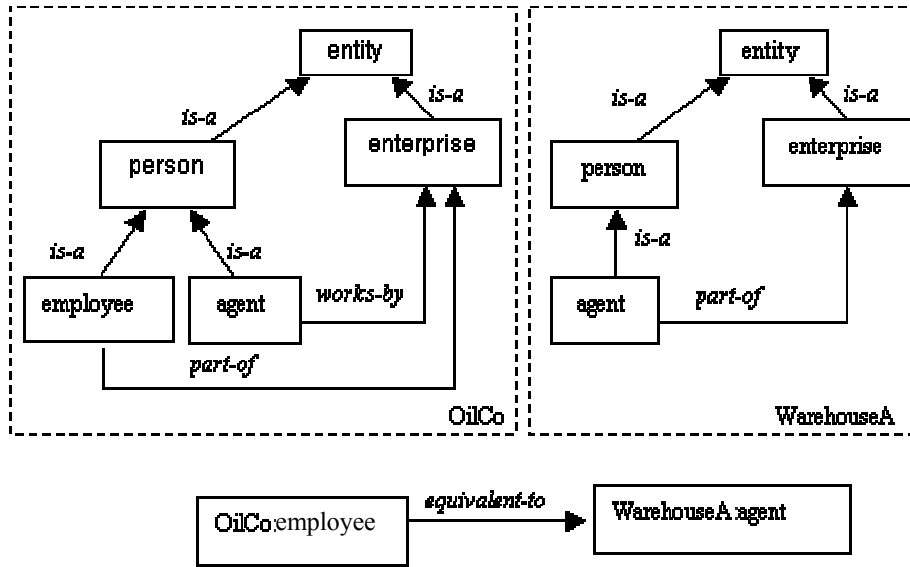 entity
is-a
is-a
person
enterprise
is-a
is-a
employee
agent
works-by
part-of
OilCo
entity
is-a
is-a
person
enterprise
is-a
agent
part-of
WarehouseA
OilCo:employee
equivalent-to
WarehouseA:agent